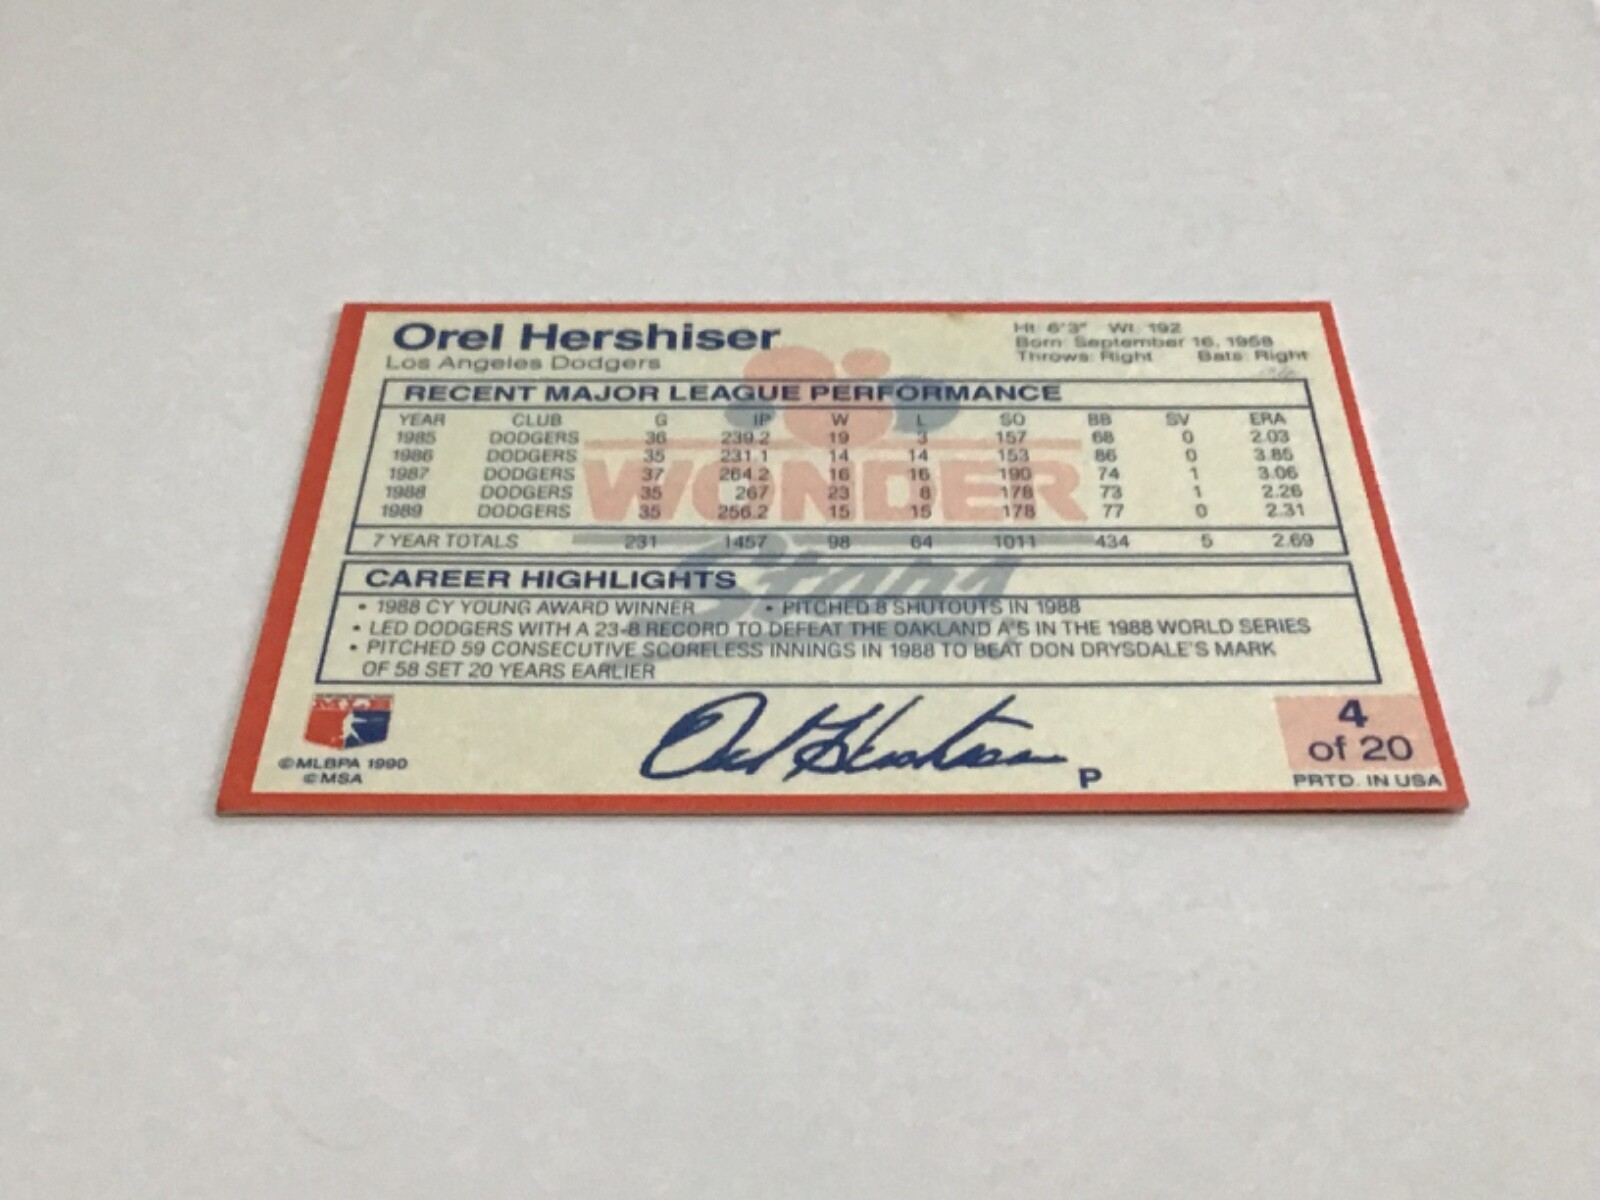 Orel Hershiser
Los Angeles Dodgers
Ht. 6'3" Wt. 192
Born: September 16, 1958
Throws: Right Bats: Right
RECENT MAJOR LEAGUE PERFORMANCE
YEAR CLUB G IP W L SO BB SV ERA
1985 DODGERS 36 239.2 19 3 157 68 0 2.03
1986 DODGERS 35 231.1 14 14 153 86 0 3.85
1987 DODGERS 37 264.2 16 16 190 74 1 3.06
1988 DODGERS 35 267 23 8 178 73 1 2.26
1989 DODGERS 35 256.2 15 15 178 77 0 2.31
7 YEAR TOTALS 231 1457 98 64 1011 434 5 2.69
WONDER
Stars
CAREER HIGHLIGHTS
• 1988 CY YOUNG AWARD WINNER • PITCHED 8 SHUTOUTS IN 1988
• LED DODGERS WITH A 23-8 RECORD TO DEFEAT THE OAKLAND A'S IN THE 1988 WORLD SERIES
• PITCHED 59 CONSECUTIVE SCORELESS INNINGS IN 1988 TO BEAT DON DRYSDALE'S MARK
OF 58 SET 20 YEARS EARLIER
©MLBPA 1990
©MSA
Orel Hershiser
P
4
of 20
PRTD. IN USA